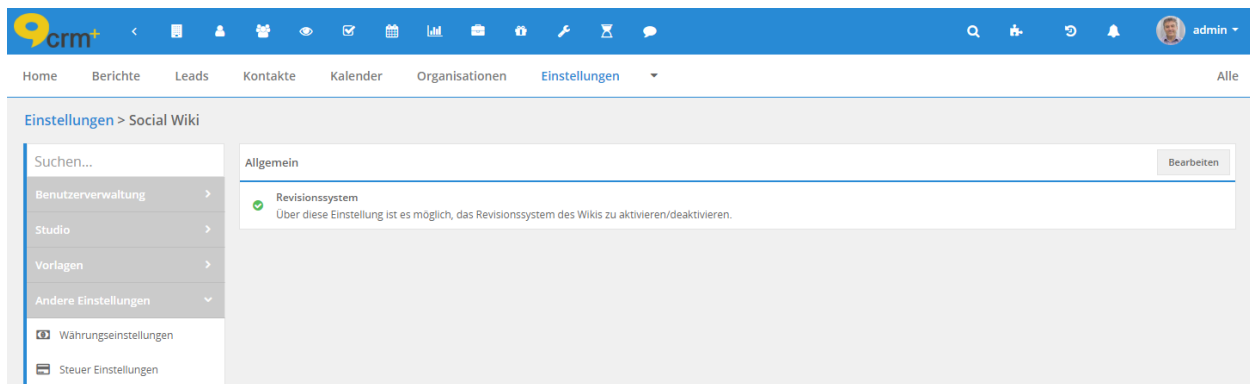 crm+
admin
Home Berichte Leads Kontakte Kalender Organisationen Einstellungen Alle
Einstellungen > Social Wiki
Suchen...
Benutzerverwaltung
Studio
Vorlagen
Andere Einstellungen
Währungseinstellungen
Steuer Einstellungen
Allgemein Bearbeiten
Revisionssystem
Über diese Einstellung ist es möglich, das Revisionssystem des Wikis zu aktivieren/deaktivieren.